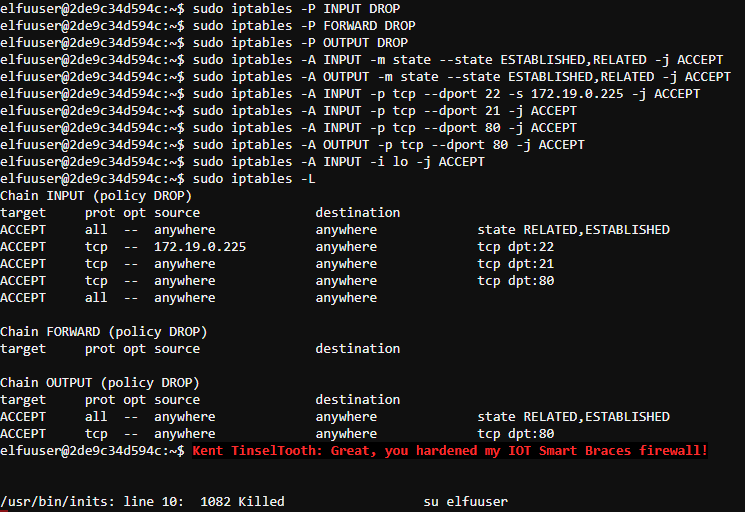 elfuuser@2de9c34d594c:~$ sudo iptables -P INPUT DROP
elfuuser@2de9c34d594c:~$ sudo iptables -P FORWARD DROP
elfuuser@2de9c34d594c:~$ sudo iptables -P OUTPUT DROP
elfuuser@2de9c34d594c:~$ sudo iptables -A INPUT -m state --state ESTABLISHED,RELATED -j ACCEPT
elfuuser@2de9c34d594c:~$ sudo iptables -A OUTPUT -m state --state ESTABLISHED,RELATED -j ACCEPT
elfuuser@2de9c34d594c:~$ sudo iptables -A INPUT -p tcp --dport 22 -s 172.19.0.225 -j ACCEPT
elfuuser@2de9c34d594c:~$ sudo iptables -A INPUT -p tcp --dport 21 -j ACCEPT
elfuuser@2de9c34d594c:~$ sudo iptables -A INPUT -p tcp --dport 80 -j ACCEPT
elfuuser@2de9c34d594c:~$ sudo iptables -A OUTPUT -p tcp --dport 80 -j ACCEPT
elfuuser@2de9c34d594c:~$ sudo iptables -A INPUT -i lo -j ACCEPT
elfuuser@2de9c34d594c:~$ sudo iptables -L
Chain INPUT (policy DROP)
target     prot opt source               destination
ACCEPT     all  --  anywhere             anywhere             state RELATED,ESTABLISHED
ACCEPT     tcp  --  172.19.0.225         anywhere             tcp dpt:22
ACCEPT     tcp  --  anywhere             anywhere             tcp dpt:21
ACCEPT     tcp  --  anywhere             anywhere             tcp dpt:80
ACCEPT     all  --  anywhere             anywhere
Chain FORWARD (policy DROP)
target     prot opt source               destination
Chain OUTPUT (policy DROP)
target     prot opt source               destination
ACCEPT     all  --  anywhere             anywhere             state RELATED,ESTABLISHED
ACCEPT     tcp  --  anywhere             anywhere             tcp dpt:80
elfuuser@2de9c34d594c:~$ Kent TinselTooth: Great, you hardened my IOT Smart Braces firewall!
/usr/bin/inits: line 10:  1082 Killed                  su elfuuser